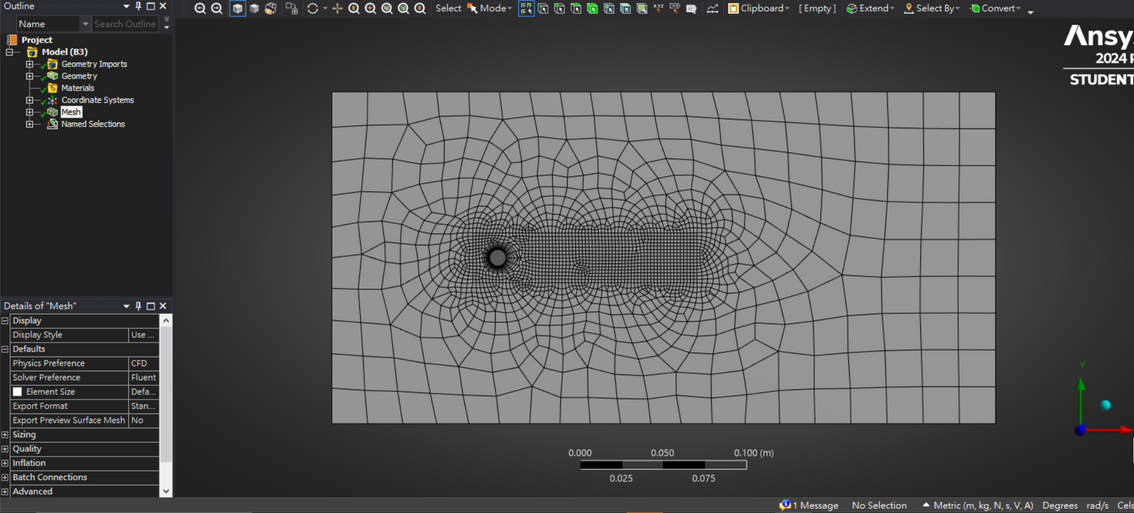 Outline
Name Search Outline
Project
Model (B3)
Geometry Imports
Geometry
Materials
Coordinate Systems
Mesh
Named Selections
Select Mode Clipboard [ Empty ] Extend Select By Convert
Ansy
2024
STUDENT
Details of "Mesh"
Display
Display Style Use ...
Defaults
Physics Preference CFD
Solver Preference Fluent
Element Size Defa...
Export Format Stan...
Export Preview Surface Mesh No
Sizing
Quality
Inflation
Batch Connections
Advanced
0.000 0.050 0.100 (m)
0.025 0.075
Y
1 Message No Selection Metric (m, kg, N, s, V, A) Degrees rad/s Cels